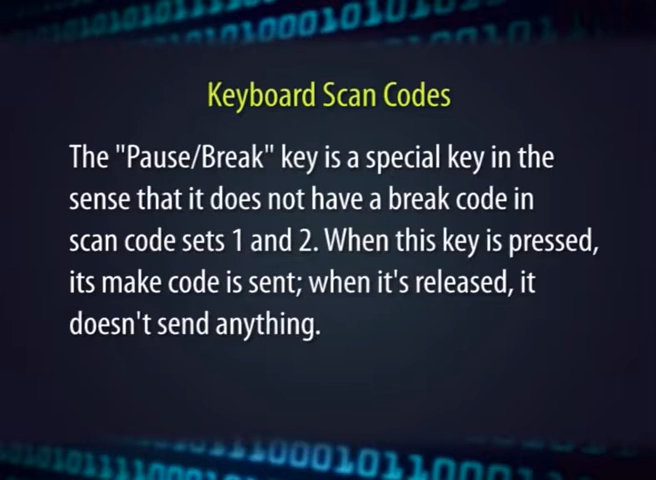 Keyboard Scan Codes
The "Pause/Break" key is a special key in the
sense that it does not have a break code in
scan code sets 1 and 2. When this key is pressed,
its make code is sent; when it's released, it
doesn't send anything.